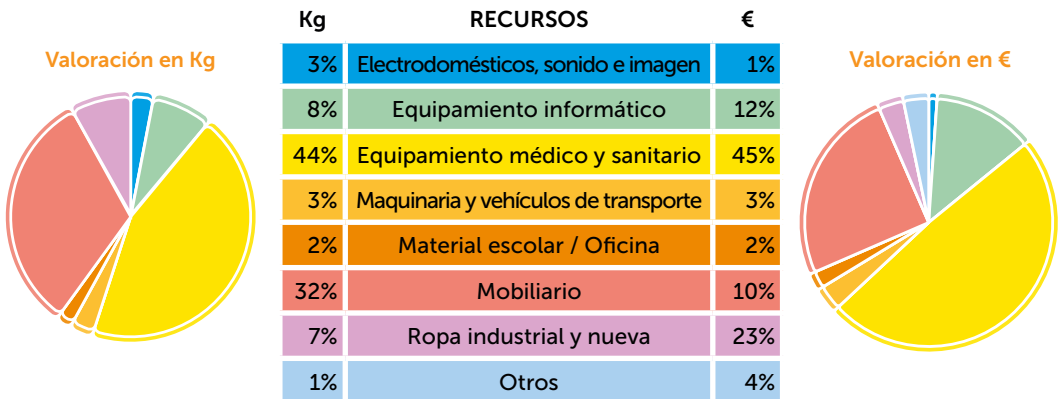 Kg RECURSOS €
Valoración en Kg
3% Electrodomésticos, sonido e imagen 1%
8% Equipamiento informático 12%
44% Equipamiento médico y sanitario 45%
3% Maquinaria y vehículos de transporte 3%
2% Material escolar / Oficina 2%
32% Mobiliario 10%
7% Ropa industrial y nueva 23%
1% Otros 4%
Valoración en €